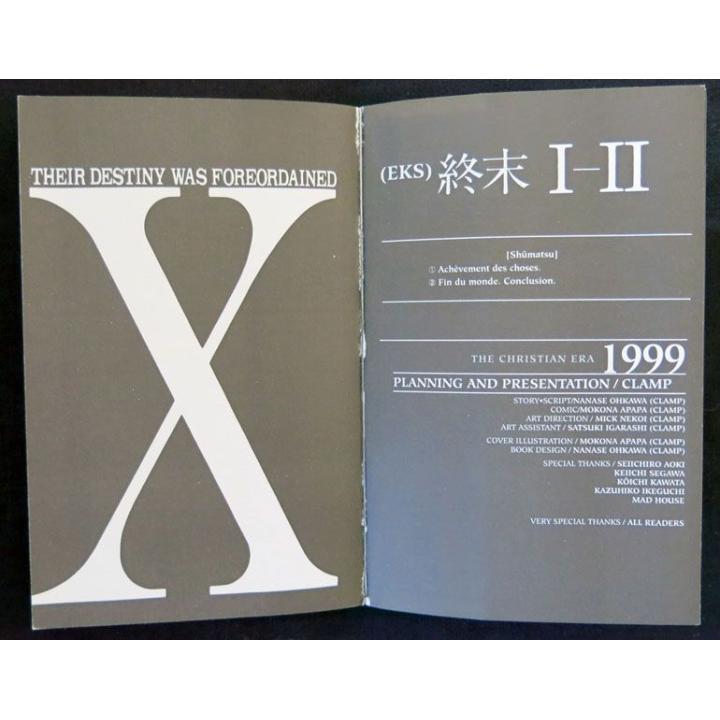 THEIR DESTINY WAS FOREORDAINED
X
(EKS) 終末 I-II
[Shûmatsu]
① Achèvement des choses.
② Fin du monde. Conclusion.
THE CHRISTIAN ERA 1999
PLANNING AND PRESENTATION / CLAMP
STORY•SCRIPT/NANASE OHKAWA (CLAMP)
COMIC/MOKONA APAPA (CLAMP)
ART DIRECTION / MICK NEKOI (CLAMP)
ART ASSISTANT / SATSUKI IGARASHI (CLAMP)
COVER ILLUSTRATION / MOKONA APAPA (CLAMP)
BOOK DESIGN / NANASE OHKAWA (CLAMP)
SPECIAL THANKS / SEIICHIRO AOKI
KEIICHI SEGAWA
KÔICHI KAWATA
KAZUHIKO IKEGUCHI
MAD HOUSE
VERY SPECIAL THANKS / ALL READERS